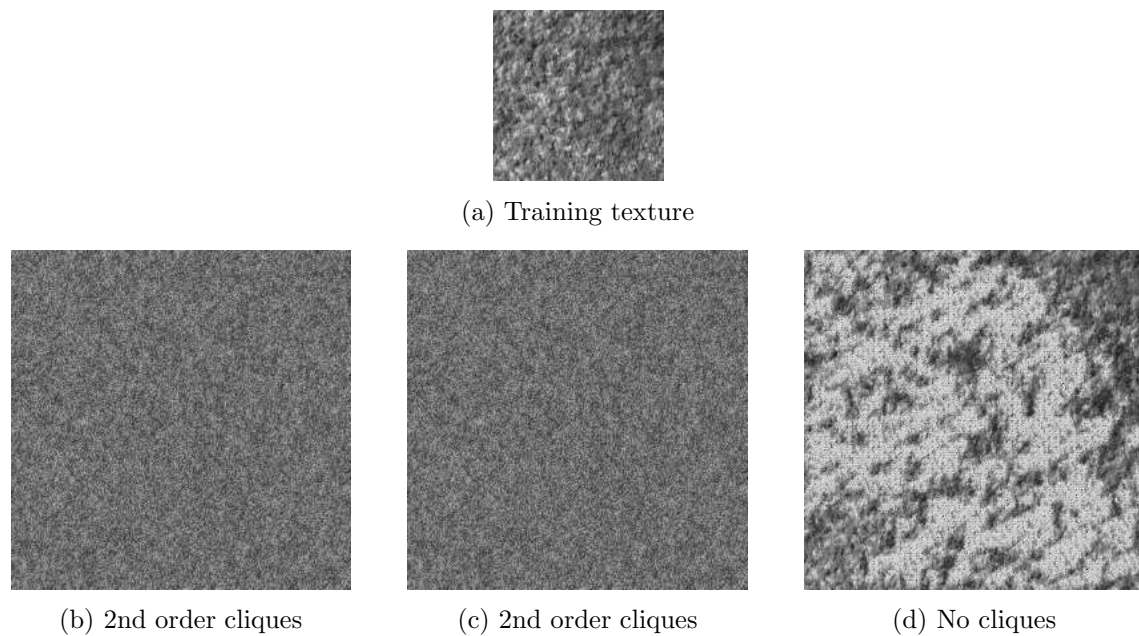 (a) Training texture
(b) 2nd order cliques
(c) 2nd order cliques
(d) No cliques